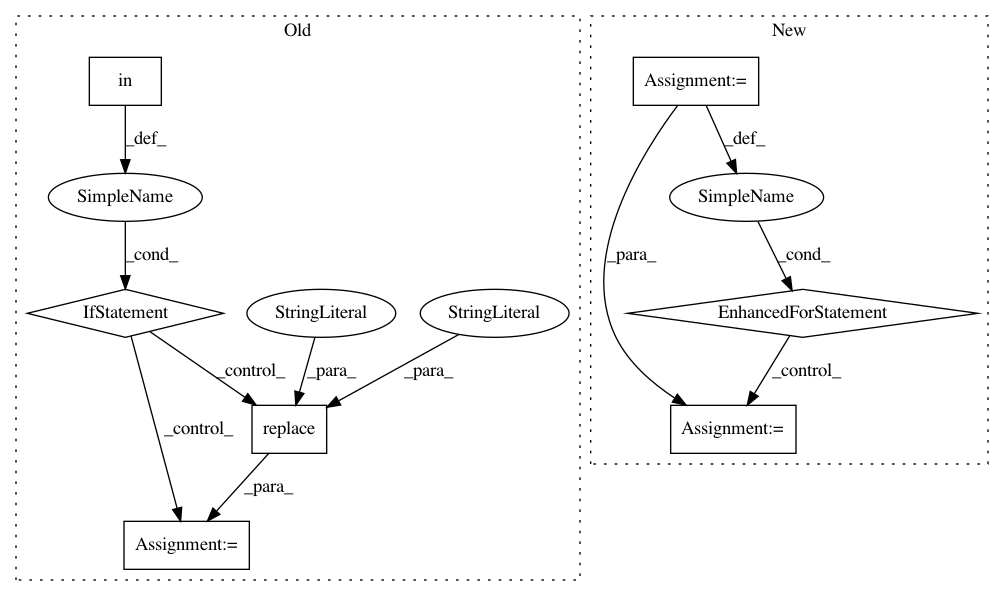 Old
New
in
Assignment:=
_def_
_def_
SimpleName
SimpleName
_para_
_cond_
_cond_
IfStatement
StringLiteral
StringLiteral
EnhancedForStatement
_control_
_para_
_para_
_control_
_control_
replace
Assignment:=
_para_
Assignment:=